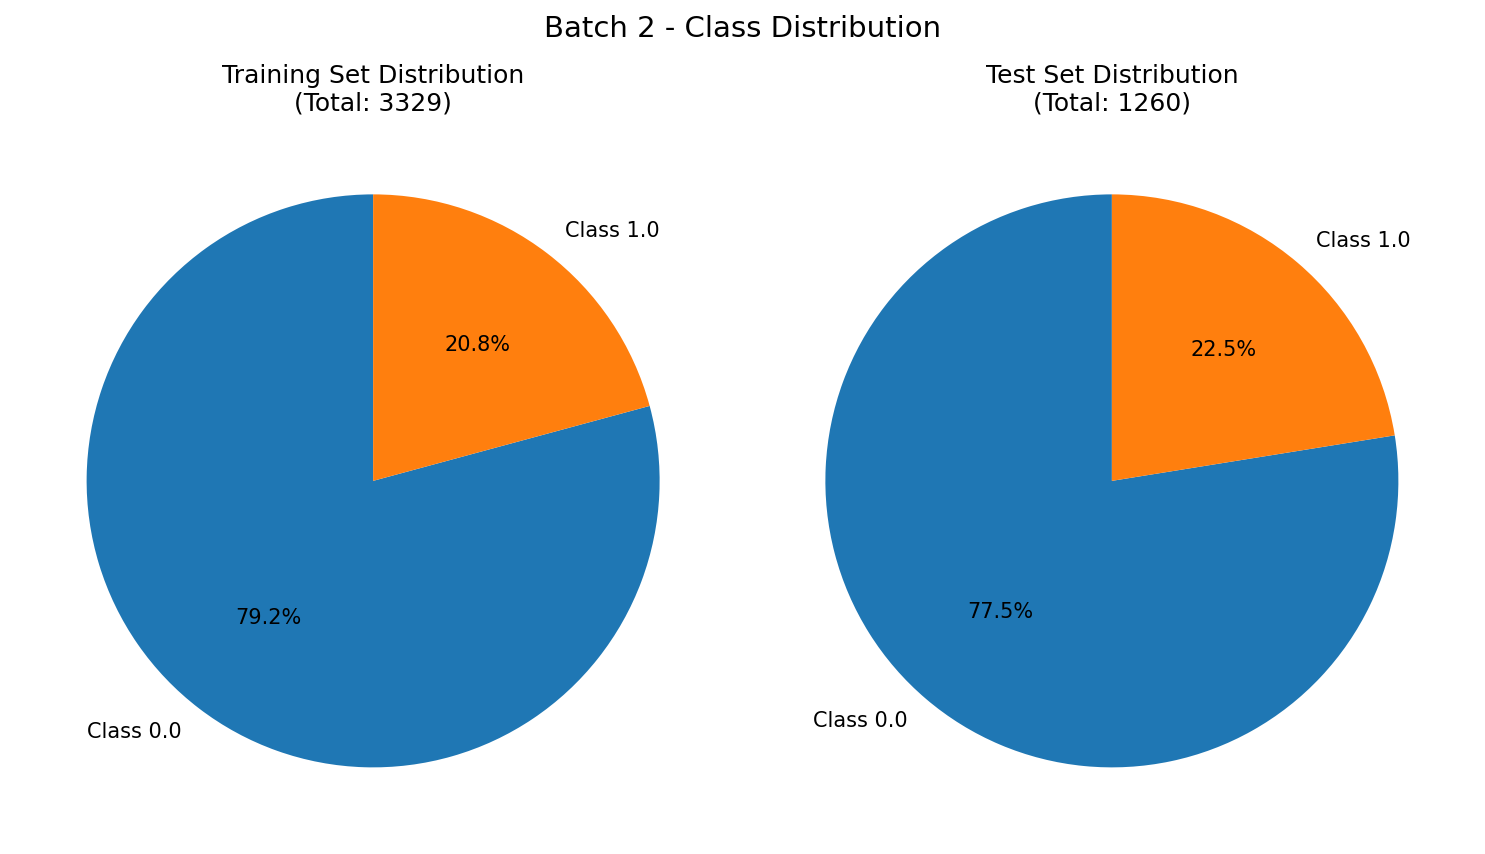 Batch 2 - Class Distribution
Training Set Distribution
(Total: 3329)
Class 1.0
20.8%
79.2%
Class 0.0
Test Set Distribution
(Total: 1260)
Class 1.0
22.5%
77.5%
Class 0.0